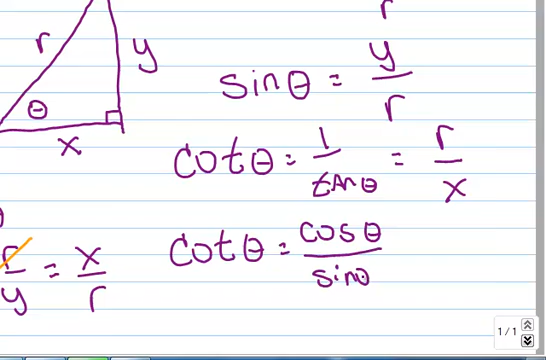 r
r
y
sinθ = y/r
θ
x
cotθ = 1/tanθ = r/x
cotθ = cosθ/sinθ
r/y = x/r
1 / 1